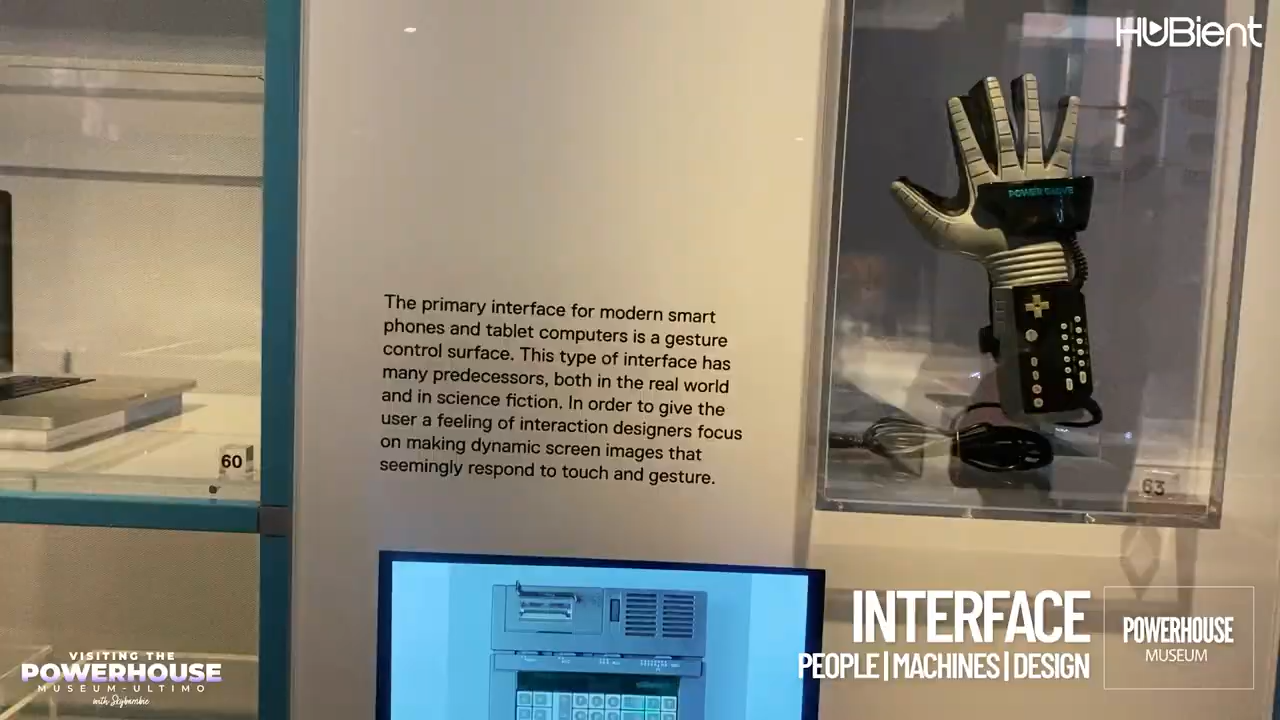 HUBient
POWER GLOVE
The primary interface for modern smart
phones and tablet computers is a gesture
control surface. This type of interface has
many predecessors, both in the real world
and in science fiction. In order to give the
user a feeling of interaction designers focus
on making dynamic screen images that
seemingly respond to touch and gesture.
60
63
INTERFACE
PEOPLE|MACHINES|DESIGN
POWERHOUSE
MUSEUM
VISITING THE
POWERHOUSE
MUSEUM-ULTIMO
with Skybambie